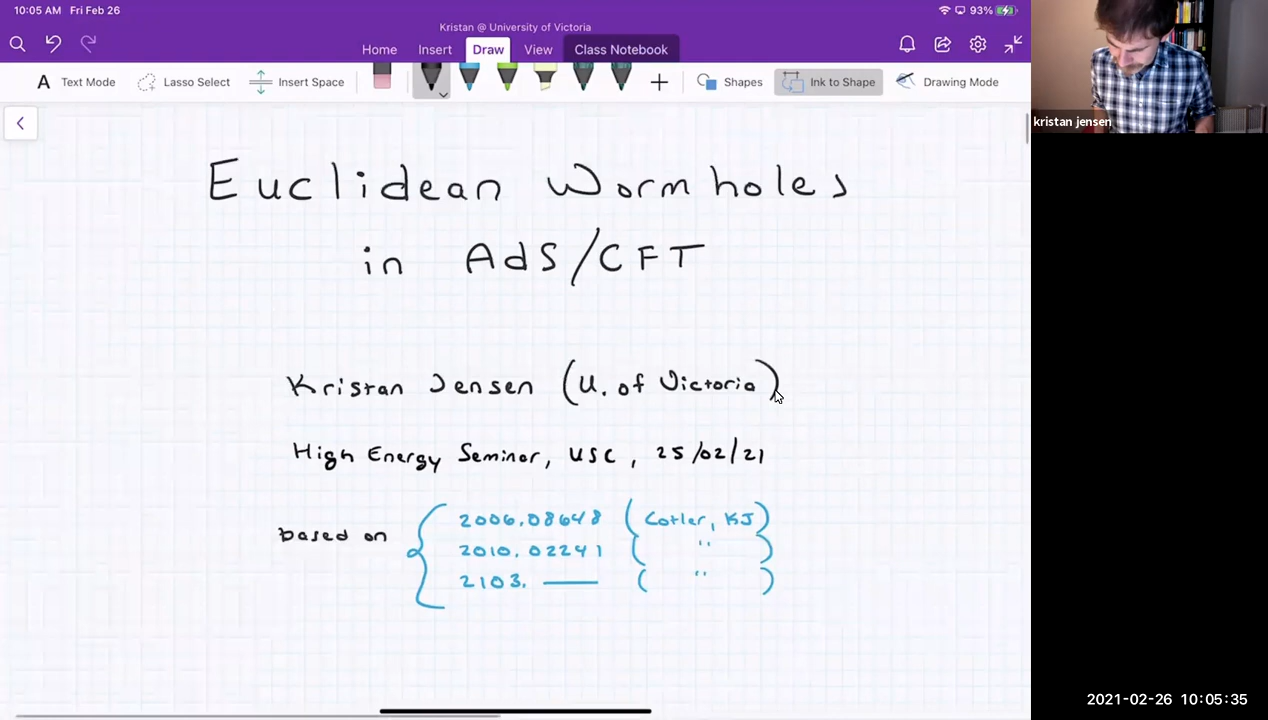 10:05 AM Fri Feb 26
93%
Kristan @ University of Victoria
Home Insert Draw View Class Notebook
Text Mode Lasso Select Insert Space Shapes Ink to Shape Drawing Mode
kristan jensen
Euclidean Wormholes
in AdS/CFT
Kristan Jensen (U. of Victoria)
High Energy Seminar, USC, 25/02/21
based on
2006.08648 (Cotler, KJ)
2010.02241 ( " )
2103. —— ( " )
2021-02-26 10:05:35